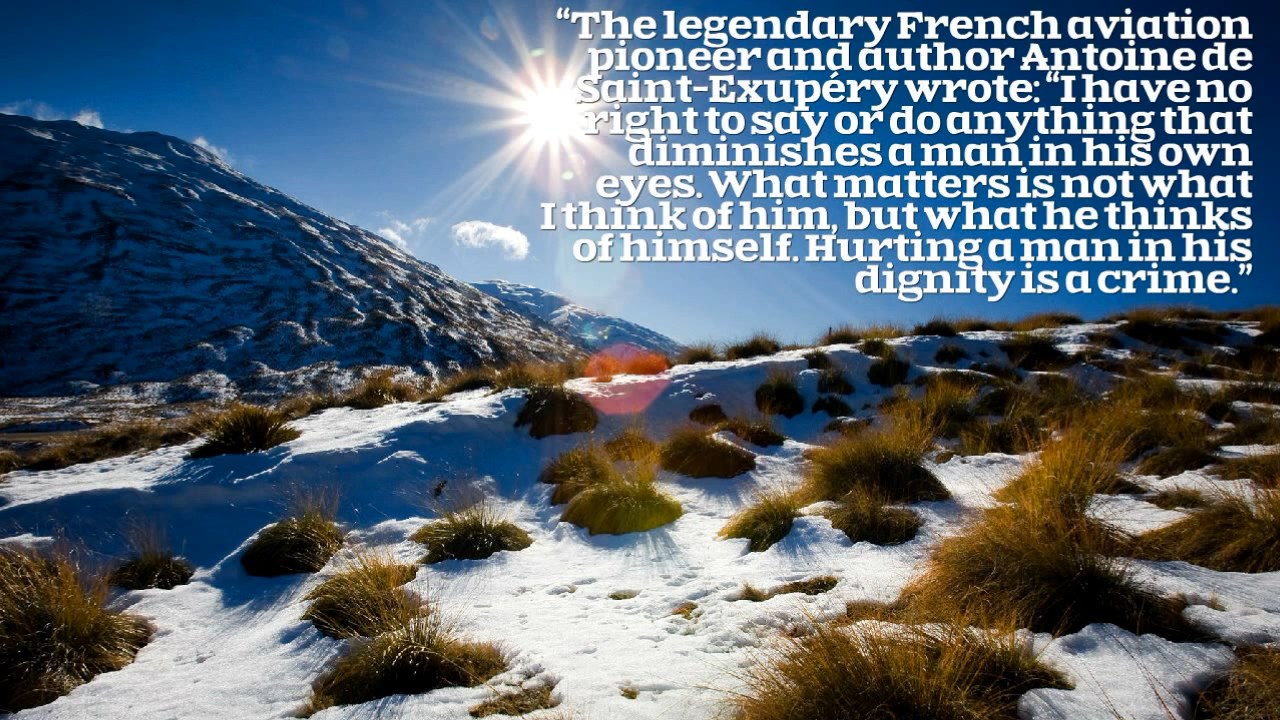 “The legendary French aviation
pioneer and author Antoine de
Saint-Exupéry wrote: “I have no
right to say or do anything that
diminishes a man in his own
eyes. What matters is not what
I think of him, but what he thinks
of himself. Hurting a man in his
dignity is a crime.”